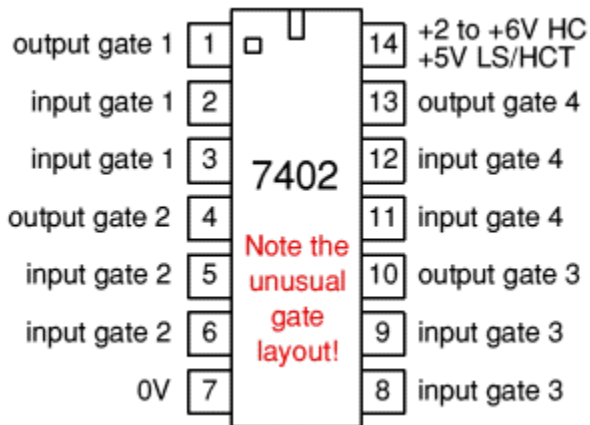 output gate 1 1 14 +2 to +6V HC
+5V LS/HCT
input gate 1 2 13 output gate 4
input gate 1 3 12 input gate 4
7402
output gate 2 4 11 input gate 4
Note the
unusual
gate
layout!
input gate 2 5 10 output gate 3
input gate 2 6 9 input gate 3
0V 7 8 input gate 3